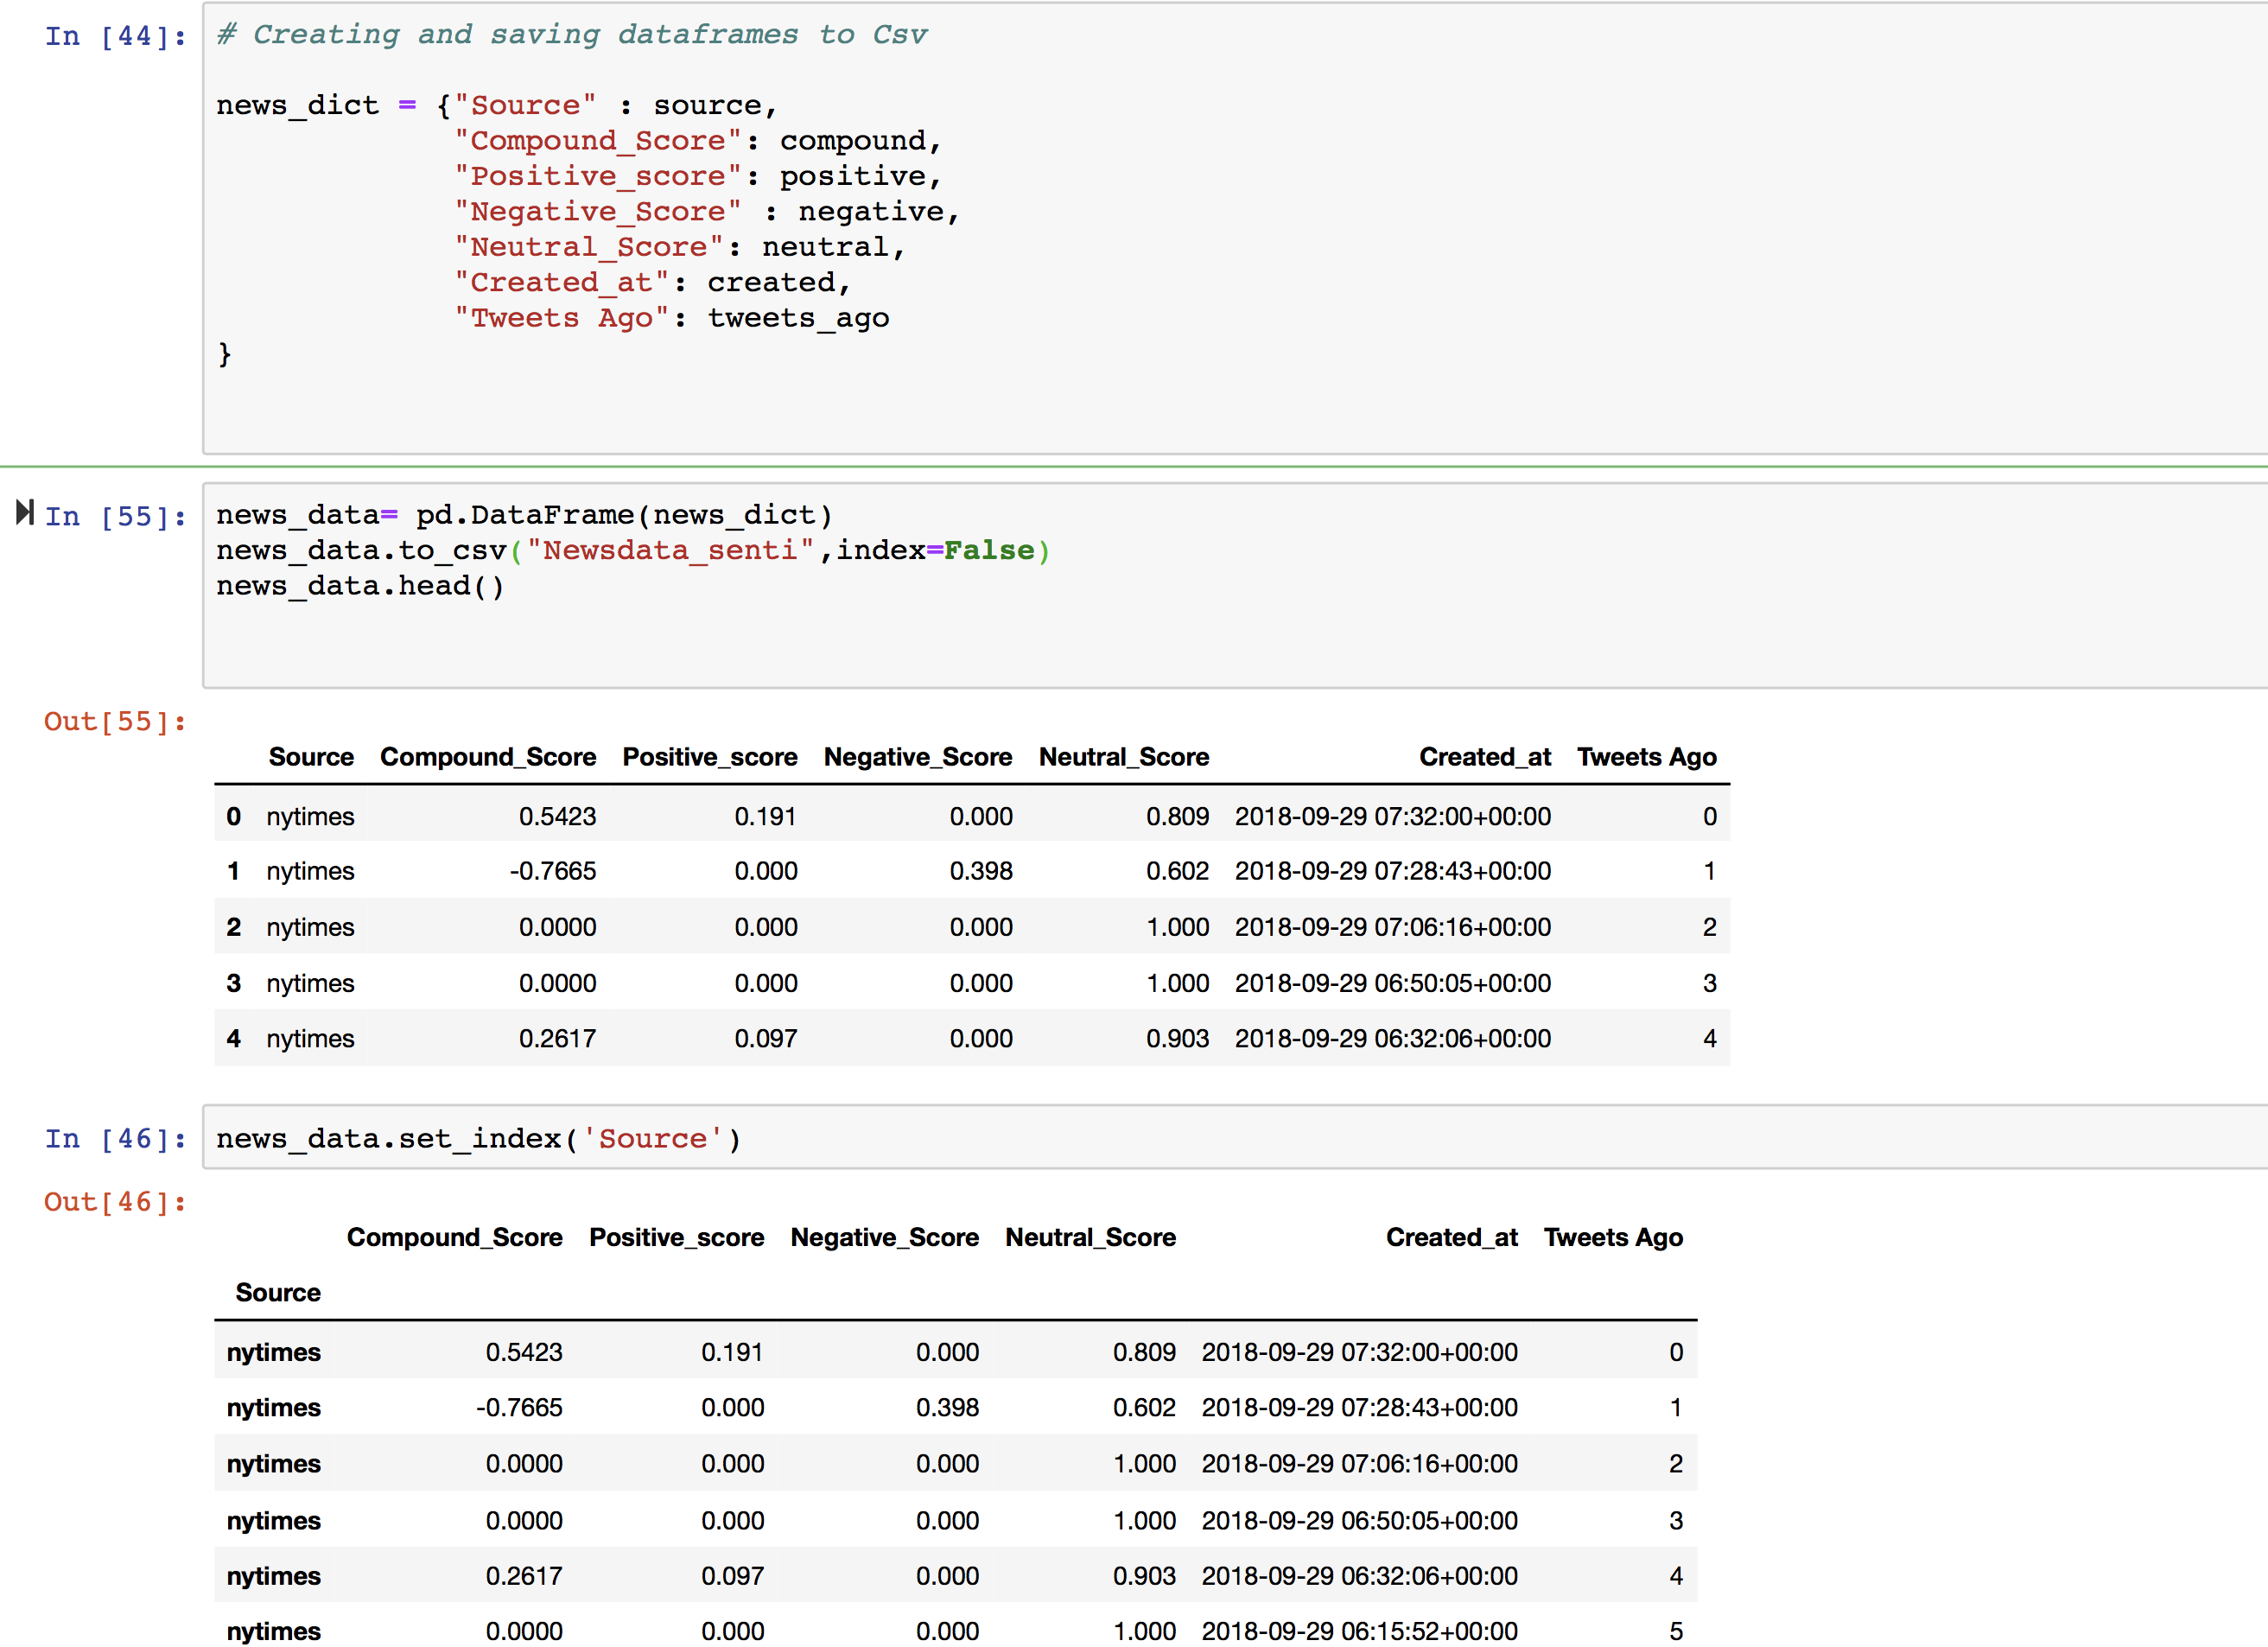 In [44]: # Creating and saving dataframes to Csv
news_dict = {"Source" : source,
"Compound_Score": compound,
"Positive_score": positive,
"Negative_Score" : negative,
"Neutral_Score": neutral,
"Created_at": created,
"Tweets Ago": tweets_ago
}
In [55]: news_data= pd.DataFrame(news_dict)
news_data.to_csv("Newsdata_senti",index=False)
news_data.head()
Out[55]:
Source Compound_Score Positive_score Negative_Score Neutral_Score Created_at Tweets Ago
0 nytimes 0.5423 0.191 0.000 0.809 2018-09-29 07:32:00+00:00 0
1 nytimes -0.7665 0.000 0.398 0.602 2018-09-29 07:28:43+00:00 1
2 nytimes 0.0000 0.000 0.000 1.000 2018-09-29 07:06:16+00:00 2
3 nytimes 0.0000 0.000 0.000 1.000 2018-09-29 06:50:05+00:00 3
4 nytimes 0.2617 0.097 0.000 0.903 2018-09-29 06:32:06+00:00 4
In [46]: news_data.set_index('Source')
Out[46]:
Compound_Score Positive_score Negative_Score Neutral_Score Created_at Tweets Ago
Source
nytimes 0.5423 0.191 0.000 0.809 2018-09-29 07:32:00+00:00 0
nytimes -0.7665 0.000 0.398 0.602 2018-09-29 07:28:43+00:00 1
nytimes 0.0000 0.000 0.000 1.000 2018-09-29 07:06:16+00:00 2
nytimes 0.0000 0.000 0.000 1.000 2018-09-29 06:50:05+00:00 3
nytimes 0.2617 0.097 0.000 0.903 2018-09-29 06:32:06+00:00 4
nytimes 0.0000 0.000 0.000 1.000 2018-09-29 06:15:52+00:00 5